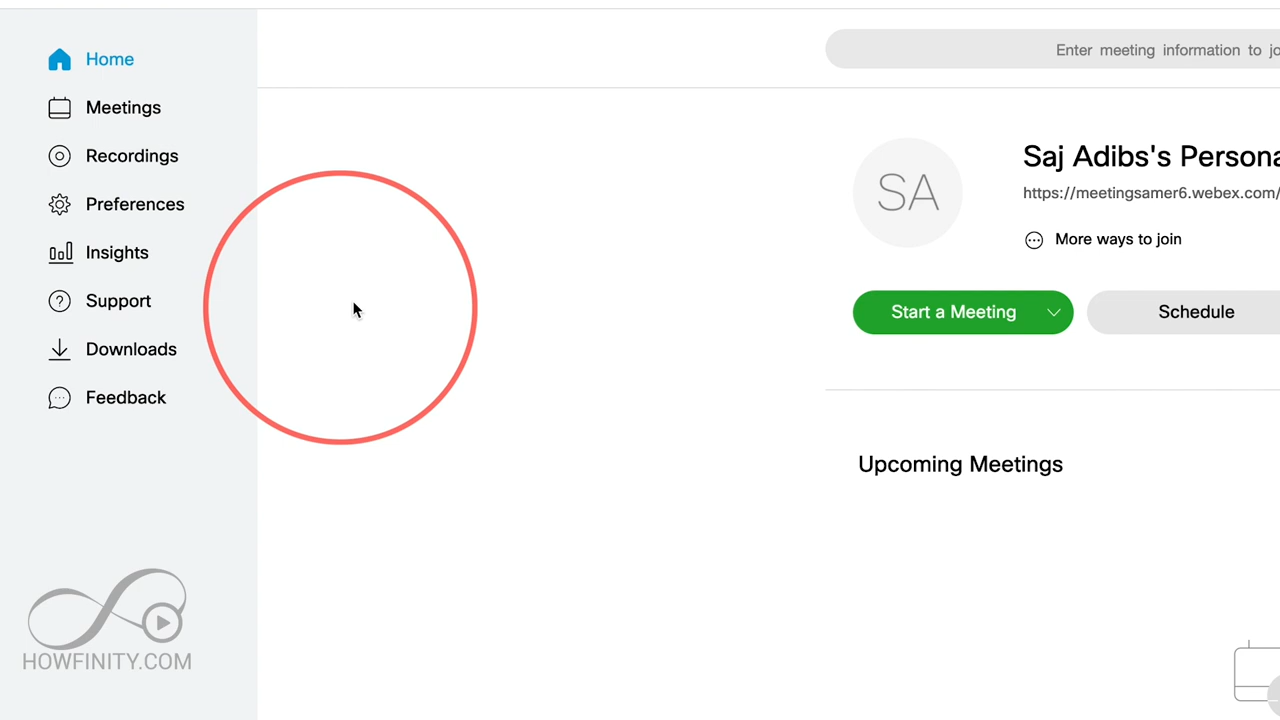 Home
Meetings
Recordings
Preferences
Insights
Support
Downloads
Feedback
HOWFINITY.COM
Enter meeting information to jo
SA
Saj Adibs's Persona
https://meetingsamer6.webex.com/
More ways to join
Start a Meeting
Schedule
Upcoming Meetings